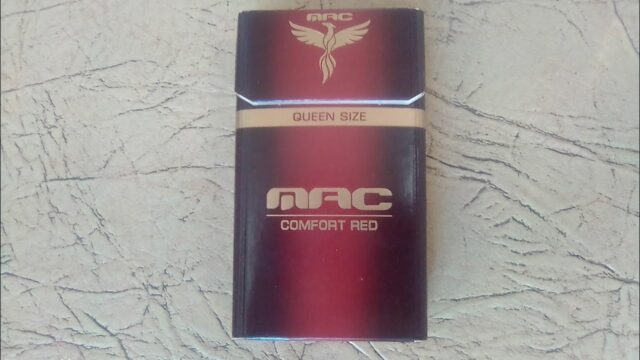 MAC
QUEEN SIZE
MAC
COMFORT RED